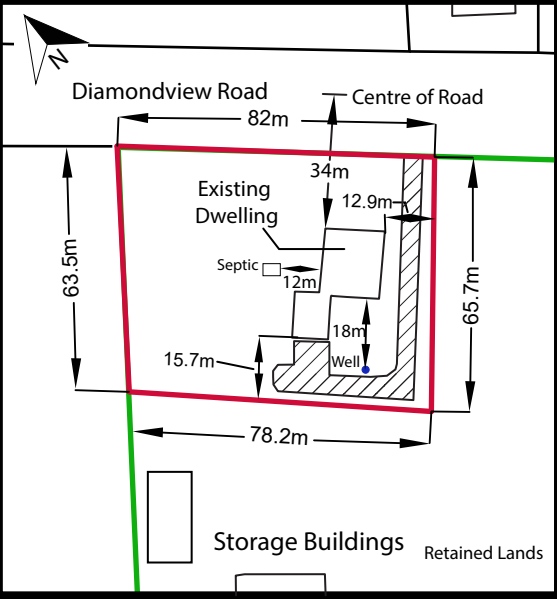 N
Diamondview Road
Centre of Road
82m
34m
Existing
Dwelling
12.9m
Septic
12m
63.5m
65.7m
18m
Well
15.7m
78.2m
Storage Buildings
Retained Lands